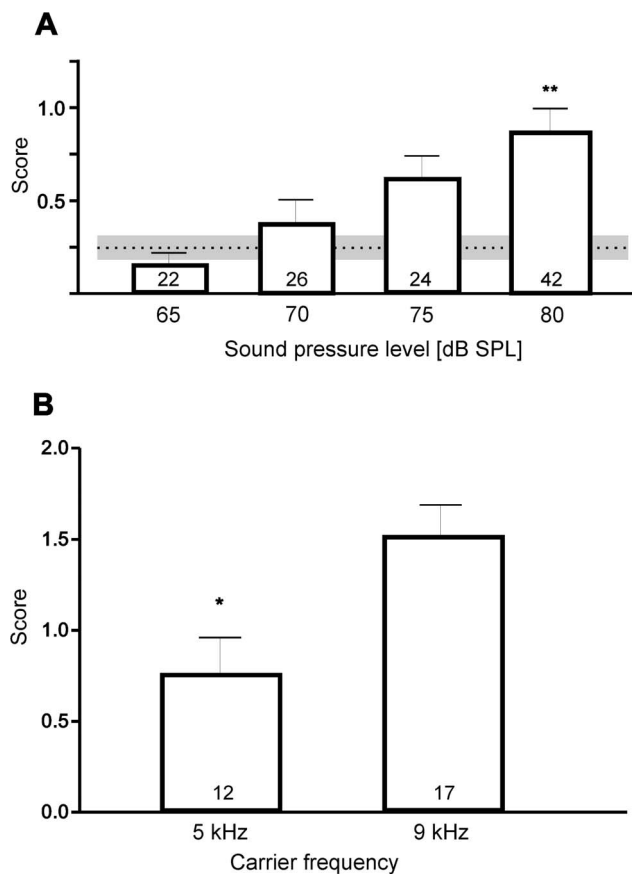 A
**
1.0
0.5
Score
22 26 24 42
65 70 75 80
Sound pressure level [dB SPL]
B
2.0
1.5
*
1.0
0.5
0.0
Score
12 17
5 kHz 9 kHz
Carrier frequency